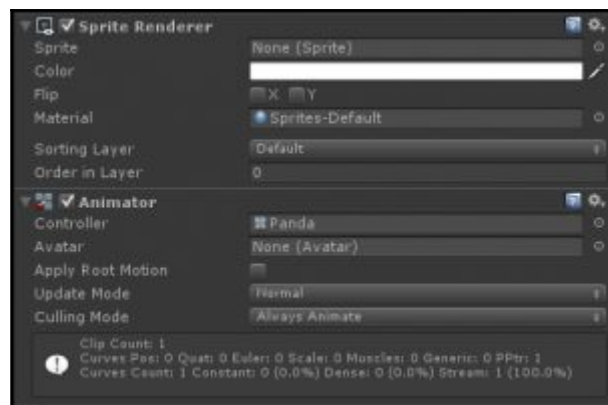 Sprite Renderer
Sprite None (Sprite)
Color
Flip X Y
Material Sprites-Default
Sorting Layer Default
Order in Layer 0
Animator
Controller Panda
Avatar None (Avatar)
Apply Root Motion
Update Mode Normal
Culling Mode Always Animate
Clip Count: 1
Curves Pos: 0 Quat: 0 Euler: 0 Scale: 0 Muscles: 0 Generic: 0 PPtr: 1
Curves Count: 1 Constant: 0 (0.0%) Dense: 0 (0.0%) Stream: 1 (100.0%)